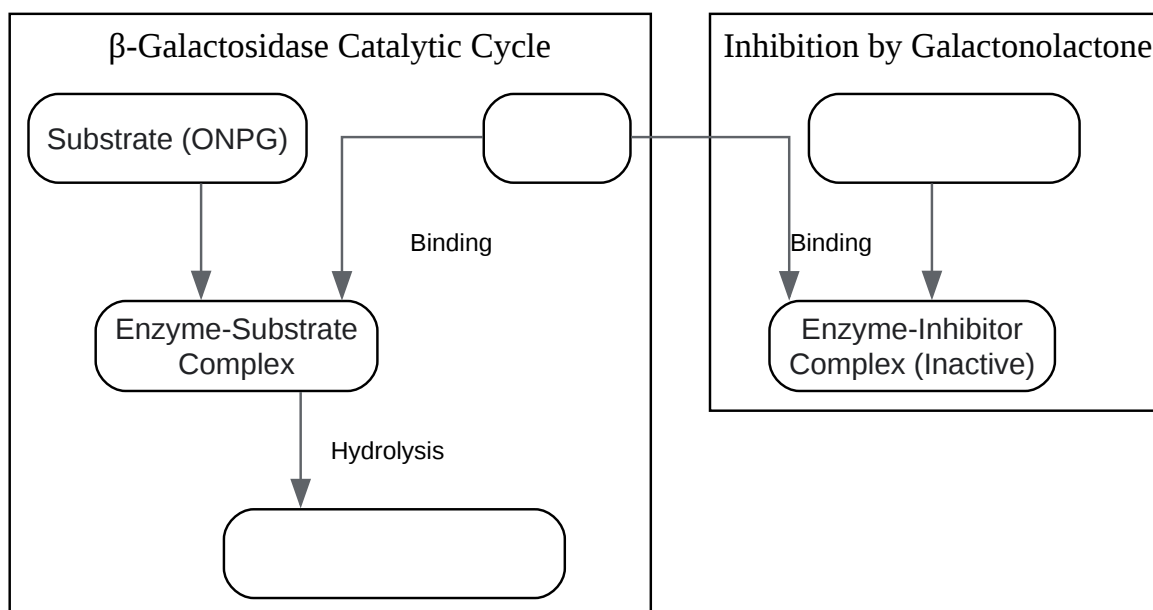 β-Galactosidase Catalytic Cycle
Substrate (ONPG)
Binding
Enzyme-Substrate
Complex
Hydrolysis
Inhibition by Galactonolactone
Binding
Enzyme-Inhibitor
Complex (Inactive)